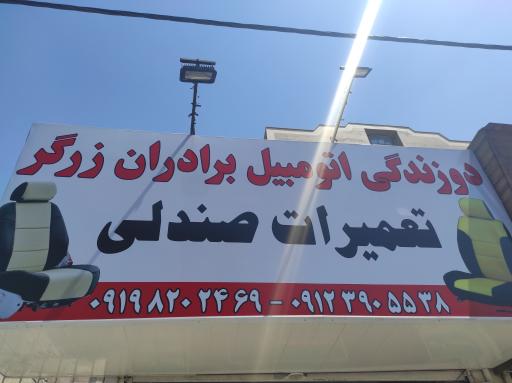 دوزندگی اتومبیل برادران زرگر
تعمیرات صندلی
۰۹۱۹۸۲۰۲۴۶۹ - ۰۹۱۲۳۹۰۵۵۳۸